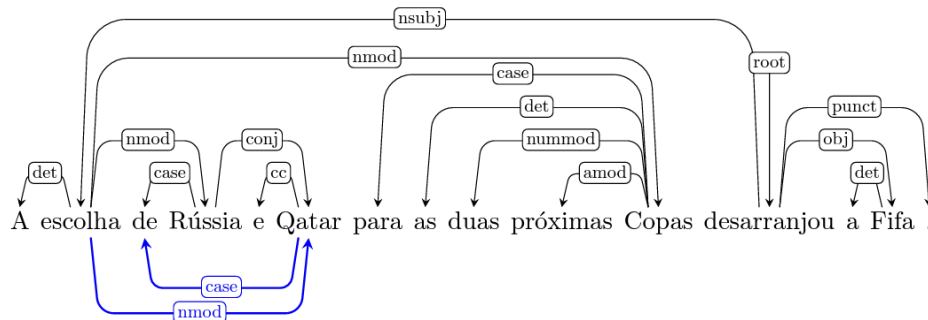 nsubj
root
nmod
case
det
punct
nmod
conj
nummod
obj
det
case
cc
amod
det
A escolha de Rússia e Qatar para as duas próximas Copas desarranjou a Fifa .
case
nmod